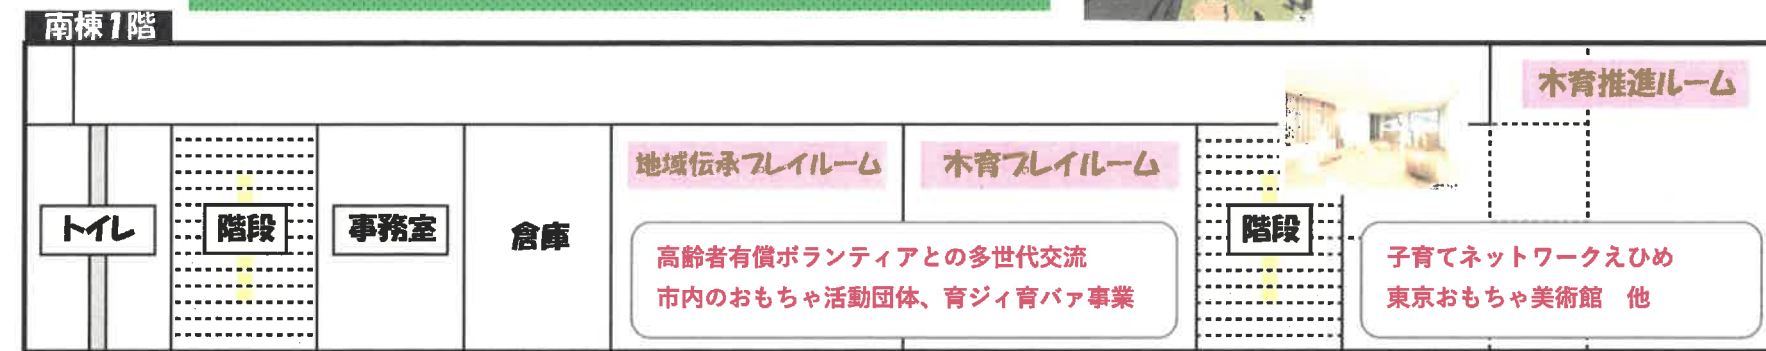 南棟1階
木育推進ルーム
地域伝承プレイルーム
木育プレイルーム
トイレ
階段
事務室
倉庫
高齢者有償ボランティアとの多世代交流
市内のおもちゃ活動団体、育ジィ育バァ事業
階段
子育てネットワークえひめ
東京おもちゃ美術館　他